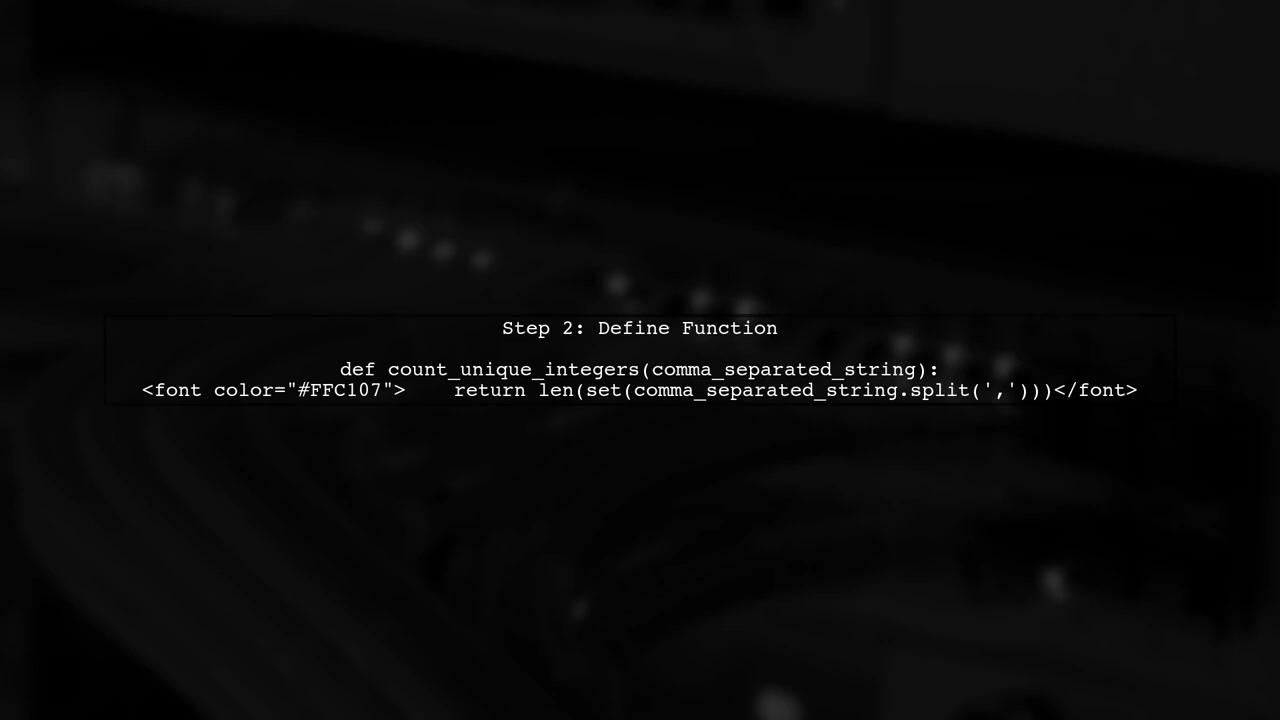 Step 2: Define Function
def count_unique_integers(comma_separated_string):
<font color="#FFC107">    return len(set(comma_separated_string.split(',')))</font>